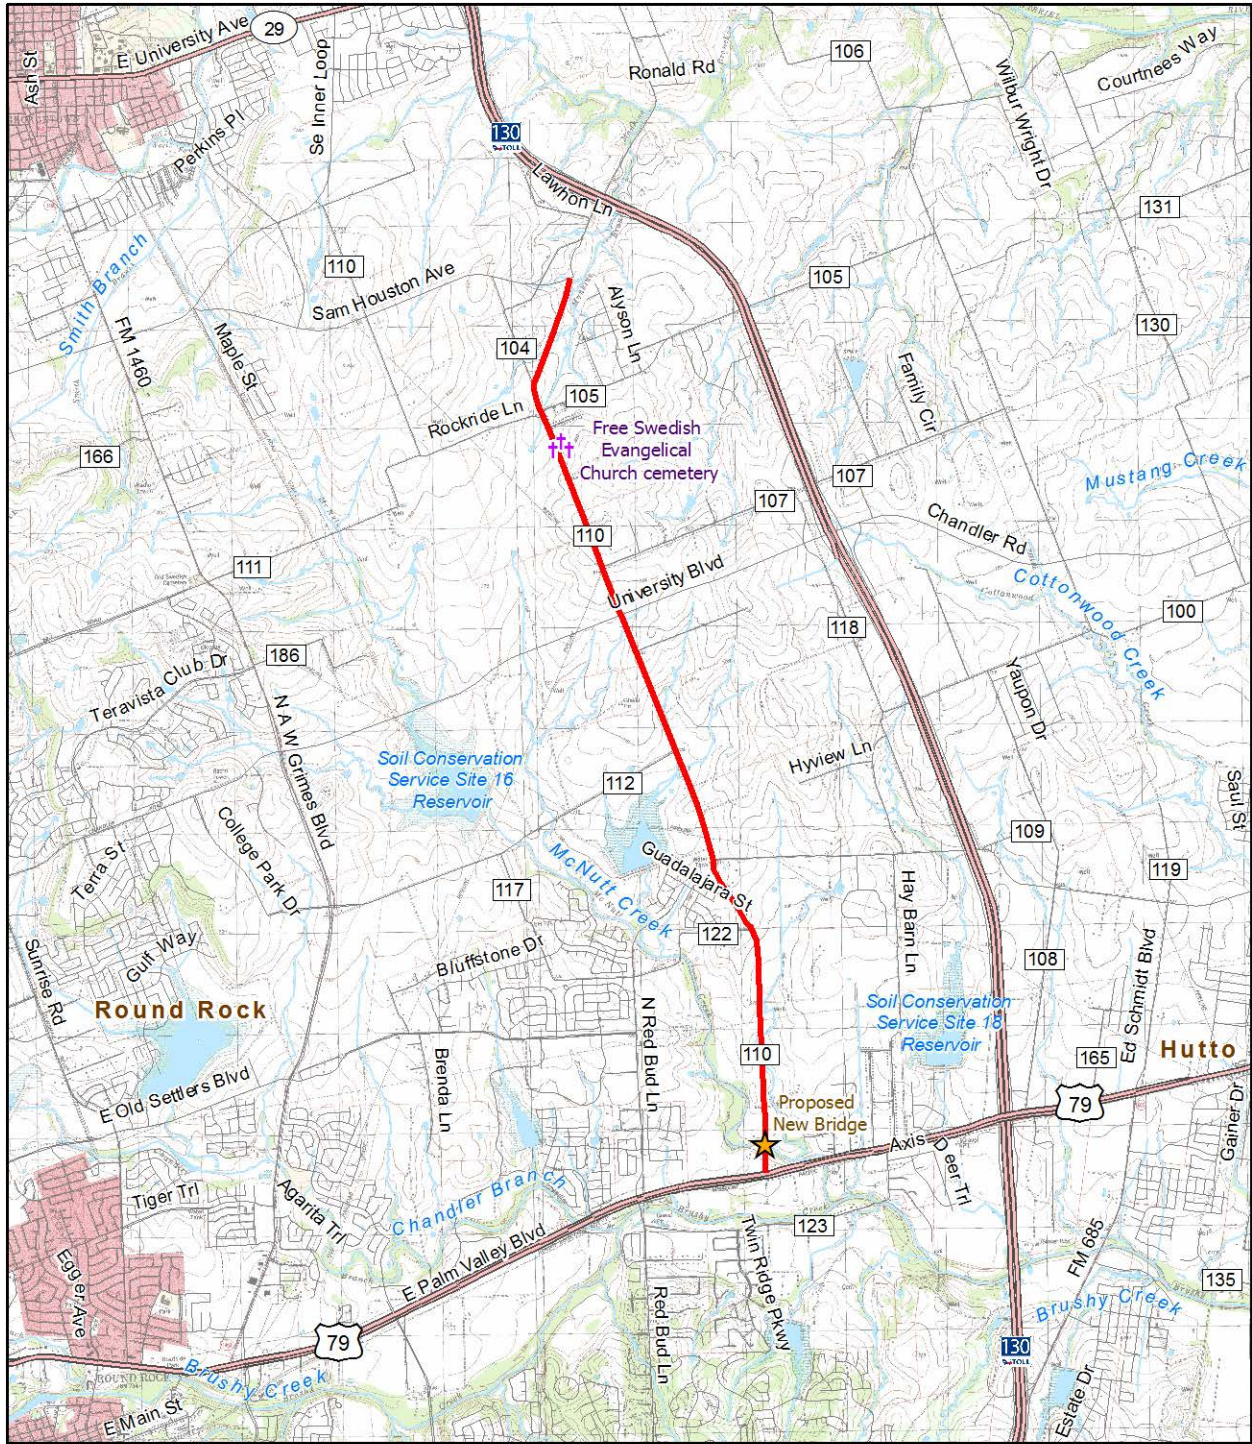 E University Ave
29
Ash St
Se Inner Loop
Perkins Pl
Ronald Rd
106
Courtnees Way
Wilbur Wright Dr
130
TOLL
Lawhon Ln
131
Smith Branch
110
Sam Houston Ave
105
Alyson Ln
130
FM 1460
Maple St
104
Family Cir
105
Rockride Ln
Free Swedish
Evangelical
Church cemetery
166
107
107
Mustang Creek
Chandler Rd
110
111
University Blvd
Cottonwood Creek
100
118
186
Teravista Club Dr
Yaupon Dr
N A W Grimes Blvd
Soil Conservation
Service Site 16
Reservoir
Hyview Ln
112
Saul St
109
College Park Dr
Terra St
McNutt Creek
Guadalajara St
117
119
Hay Barn Ln
122
Sunrise Rd
Gulf Way
Bluffstone Dr
108
Ed Schmidt Blvd
Round Rock
N Red Bud Ln
Soil Conservation
Service Site 18
Reservoir
110
165
Hutto
Brenda Ln
E Old Settlers Blvd
79
Proposed
New Bridge
Gainer Dr
Axis Deer Trl
Tiger Trl
Agarita Trl
Chandler Branch
123
Twin Ridge Pkwy
E Palm Valley Blvd
FM 685
Egger Ave
135
Red Bud Ln
Brushy Creek
79
130
TOLL
ROUND ROCK
Brushy Creek
E Main St
Estate Dr